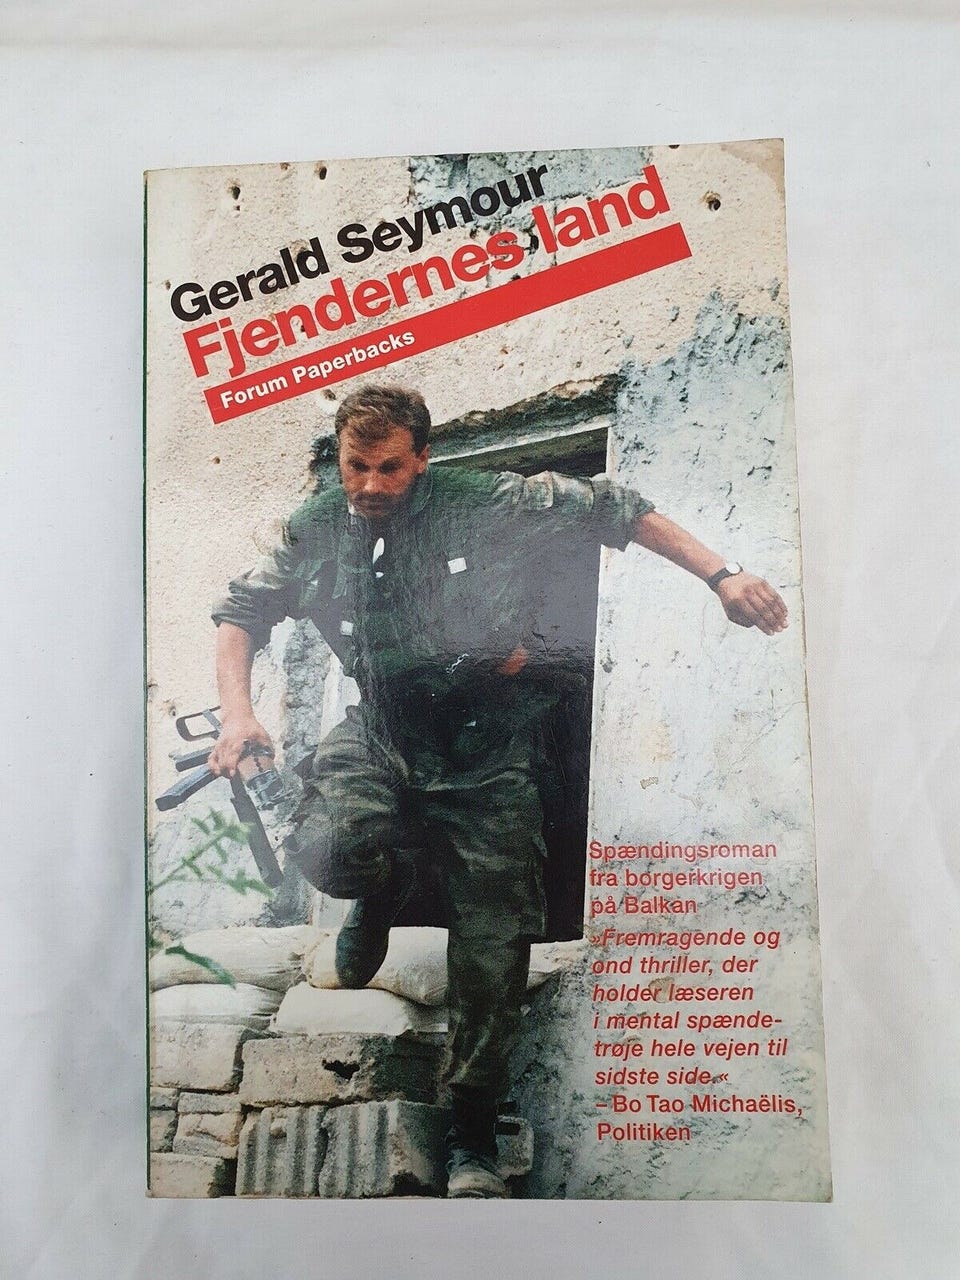 Gerald Seymour
Fjendernes land
Forum Paperbacks
Spændingsroman
fra borgerkrigen
på Balkan
»Fremragende og
ond thriller, der
holder læseren
i mental spænde-
trøje hele vejen til
sidste side.«
– Bo Tao Michaëlis,
Politiken